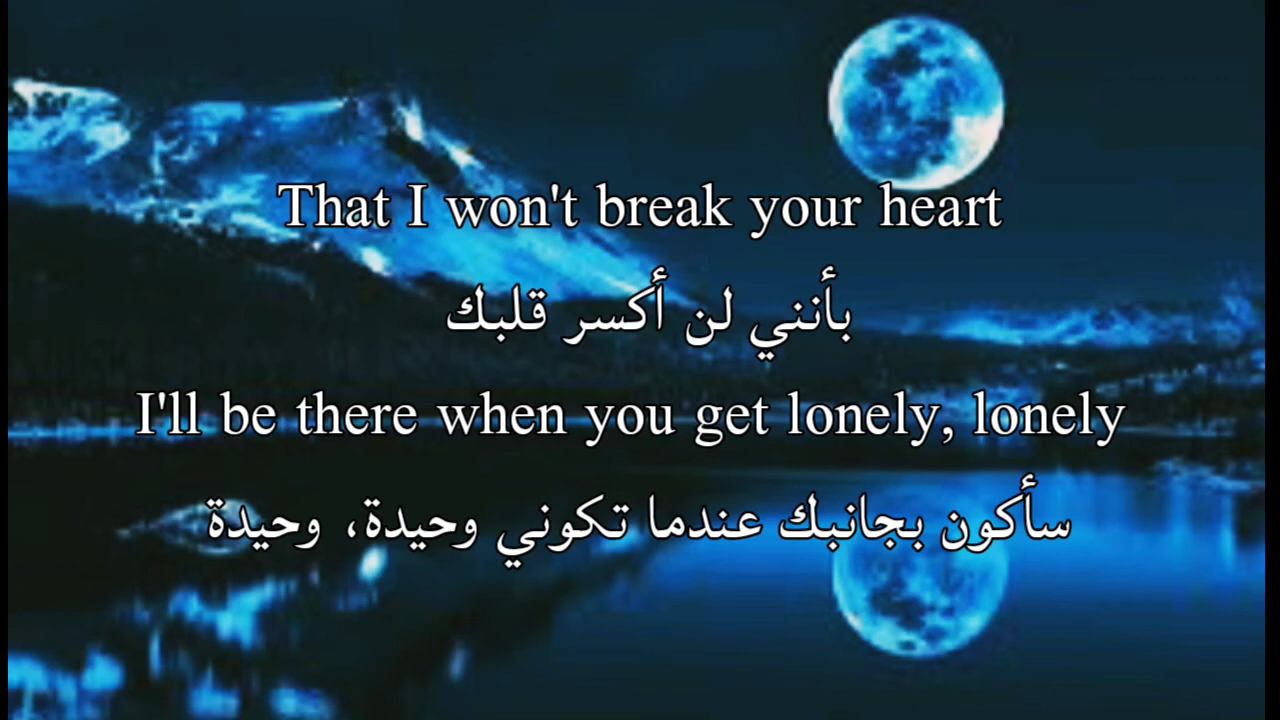 That I won't break your heart
بأنني لن أكسر قلبك
I'll be there when you get lonely, lonely
سأكون بجانبك عندما تكوني وحيدة، وحيدة